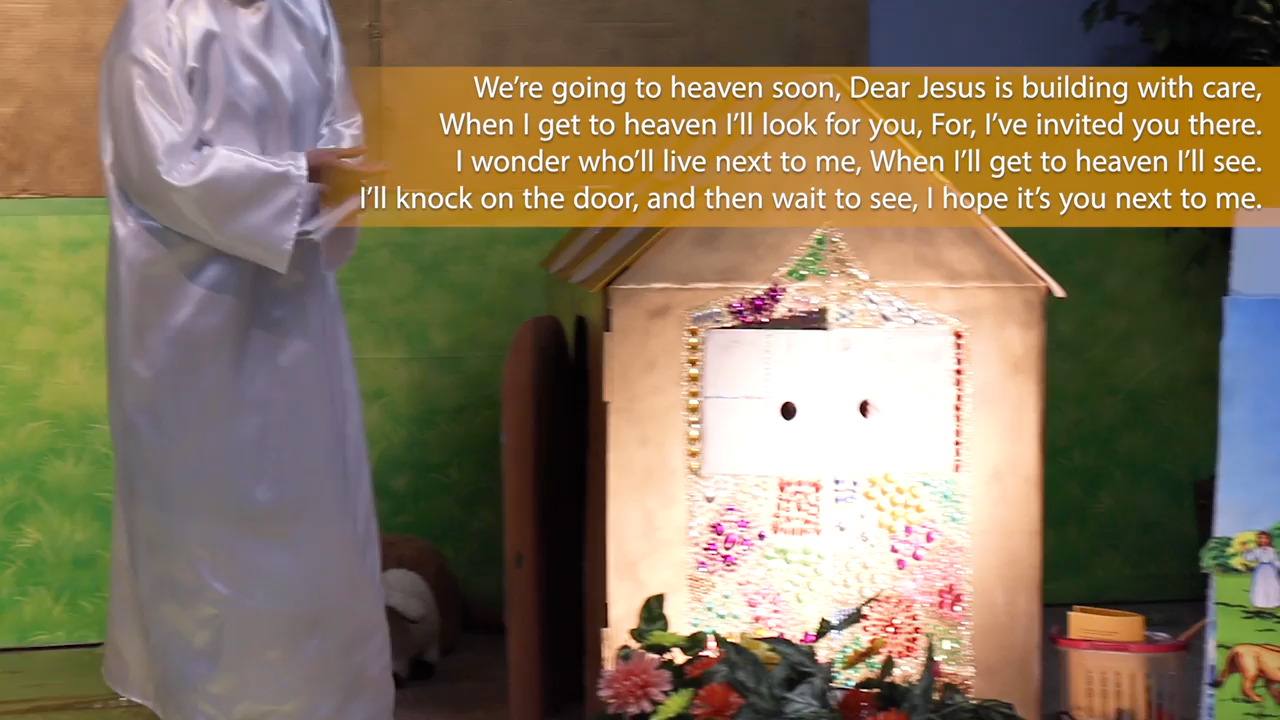 We're going to heaven soon, Dear Jesus is building with care,
When I get to heaven I'll look for you, For, I've invited you there.
I wonder who'll live next to me, When I'll get to heaven I'll see.
I'll knock on the door, and then wait to see, I hope it's you next to me.